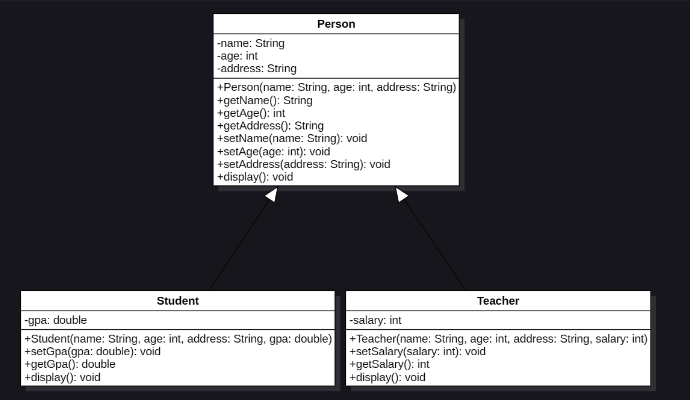 Person
-name: String
-age: int
-address: String
+Person(name: String, age: int, address: String)
+getName(): String
+getAge(): int
+getAddress(): String
+setName(name: String): void
+setAge(age: int): void
+setAddress(address: String): void
+display(): void
Student
-gpa: double
+Student(name: String, age: int, address: String, gpa: double)
+setGpa(gpa: double): void
+getGpa(): double
+display(): void
Teacher
-salary: int
+Teacher(name: String, age: int, address: String, salary: int)
+setSalary(salary: int): void
+getSalary(): int
+display(): void